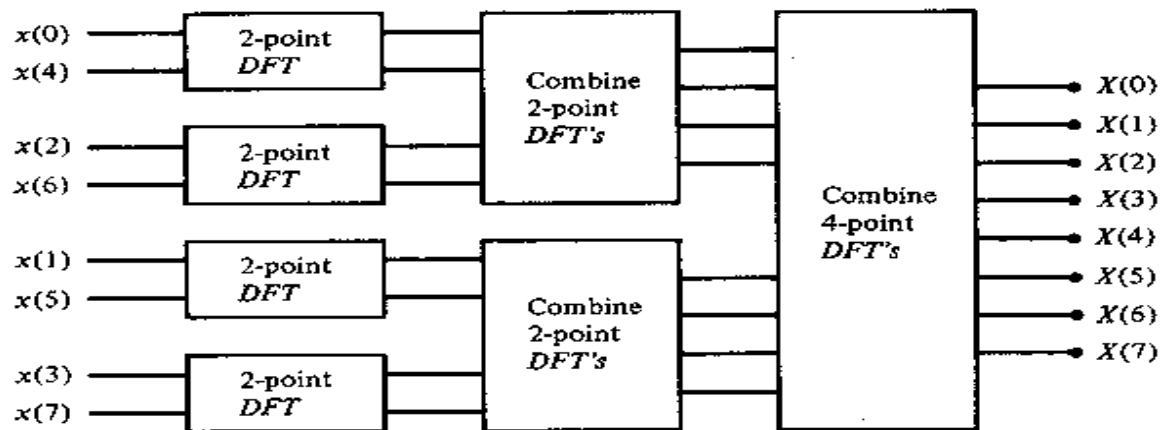 x(0)
x(4)
2-point
DFT
x(2)
x(6)
2-point
DFT
x(1)
x(5)
2-point
DFT
x(3)
x(7)
2-point
DFT
Combine
2-point
DFT's
Combine
2-point
DFT's
Combine
4-point
DFT's
X(0)
X(1)
X(2)
X(3)
X(4)
X(5)
X(6)
X(7)